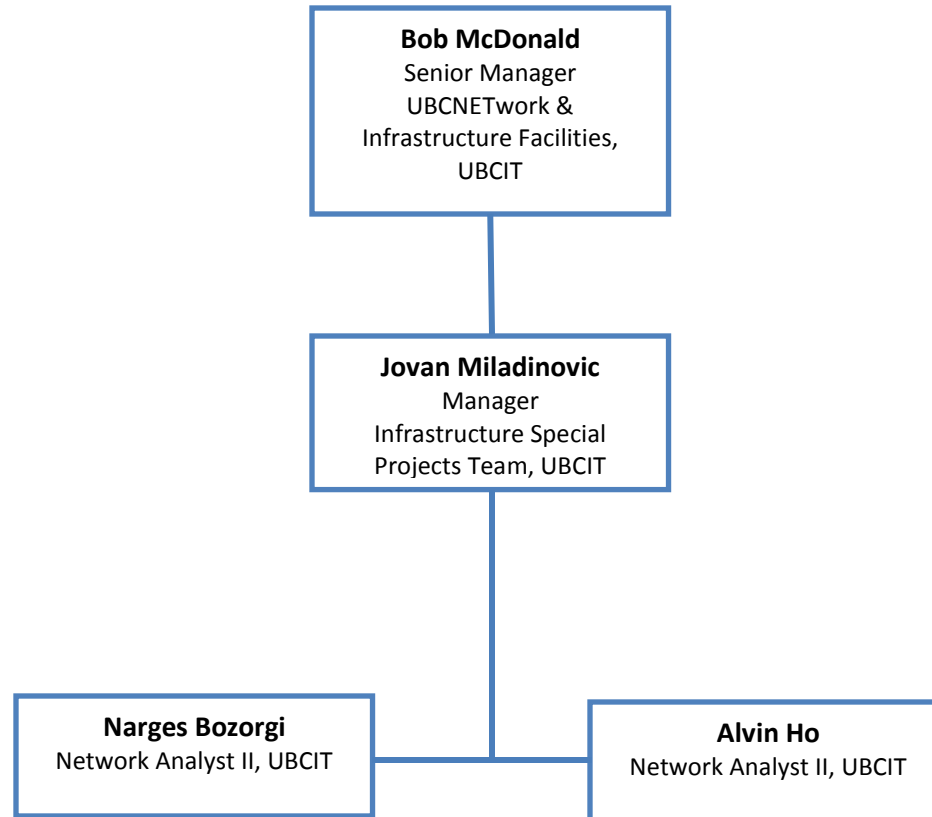 Bob McDonald
Senior Manager
UBCNETwork &
Infrastructure Facilities,
UBCIT
Jovan Miladinovic
Manager
Infrastructure Special
Projects Team, UBCIT
Narges Bozorgi
Network Analyst II, UBCIT
Alvin Ho
Network Analyst II, UBCIT